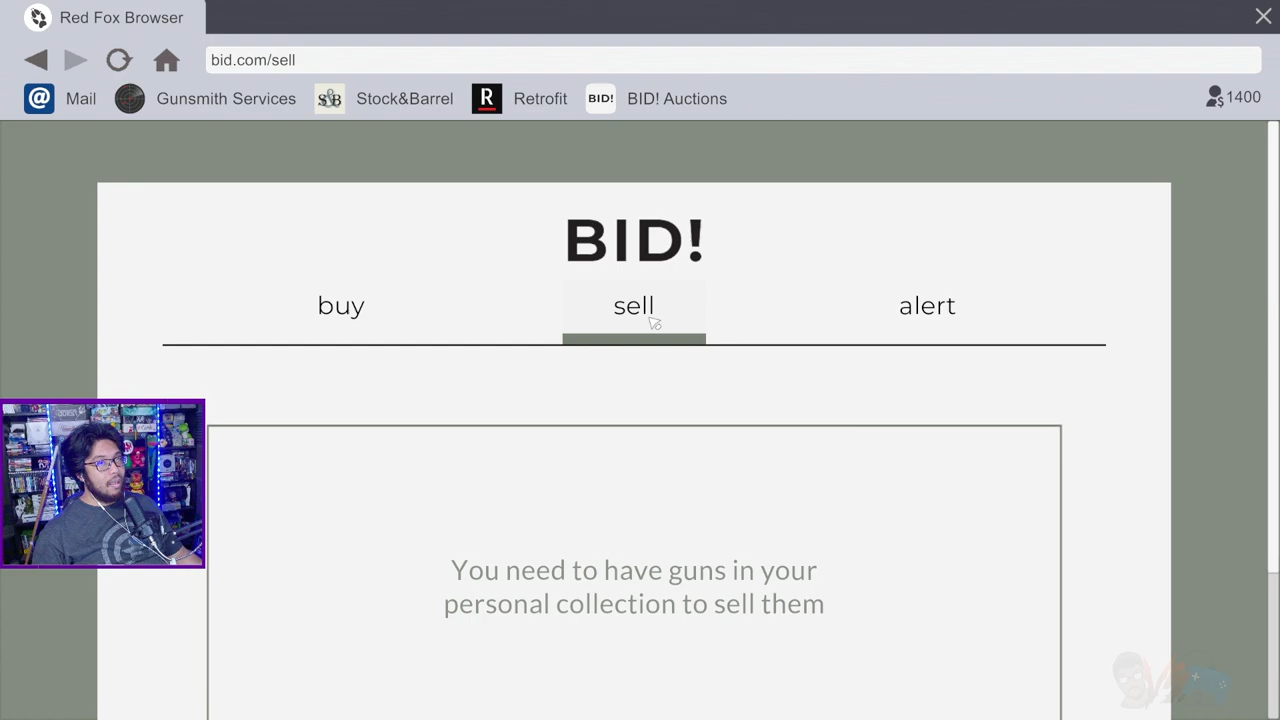 Red Fox Browser
bid.com/sell
@ Mail
Gunsmith Services
S&B Stock&Barrel
R Retrofit
BID! BID! Auctions
1400
BID!
buy
sell
alert
You need to have guns in your
personal collection to sell them